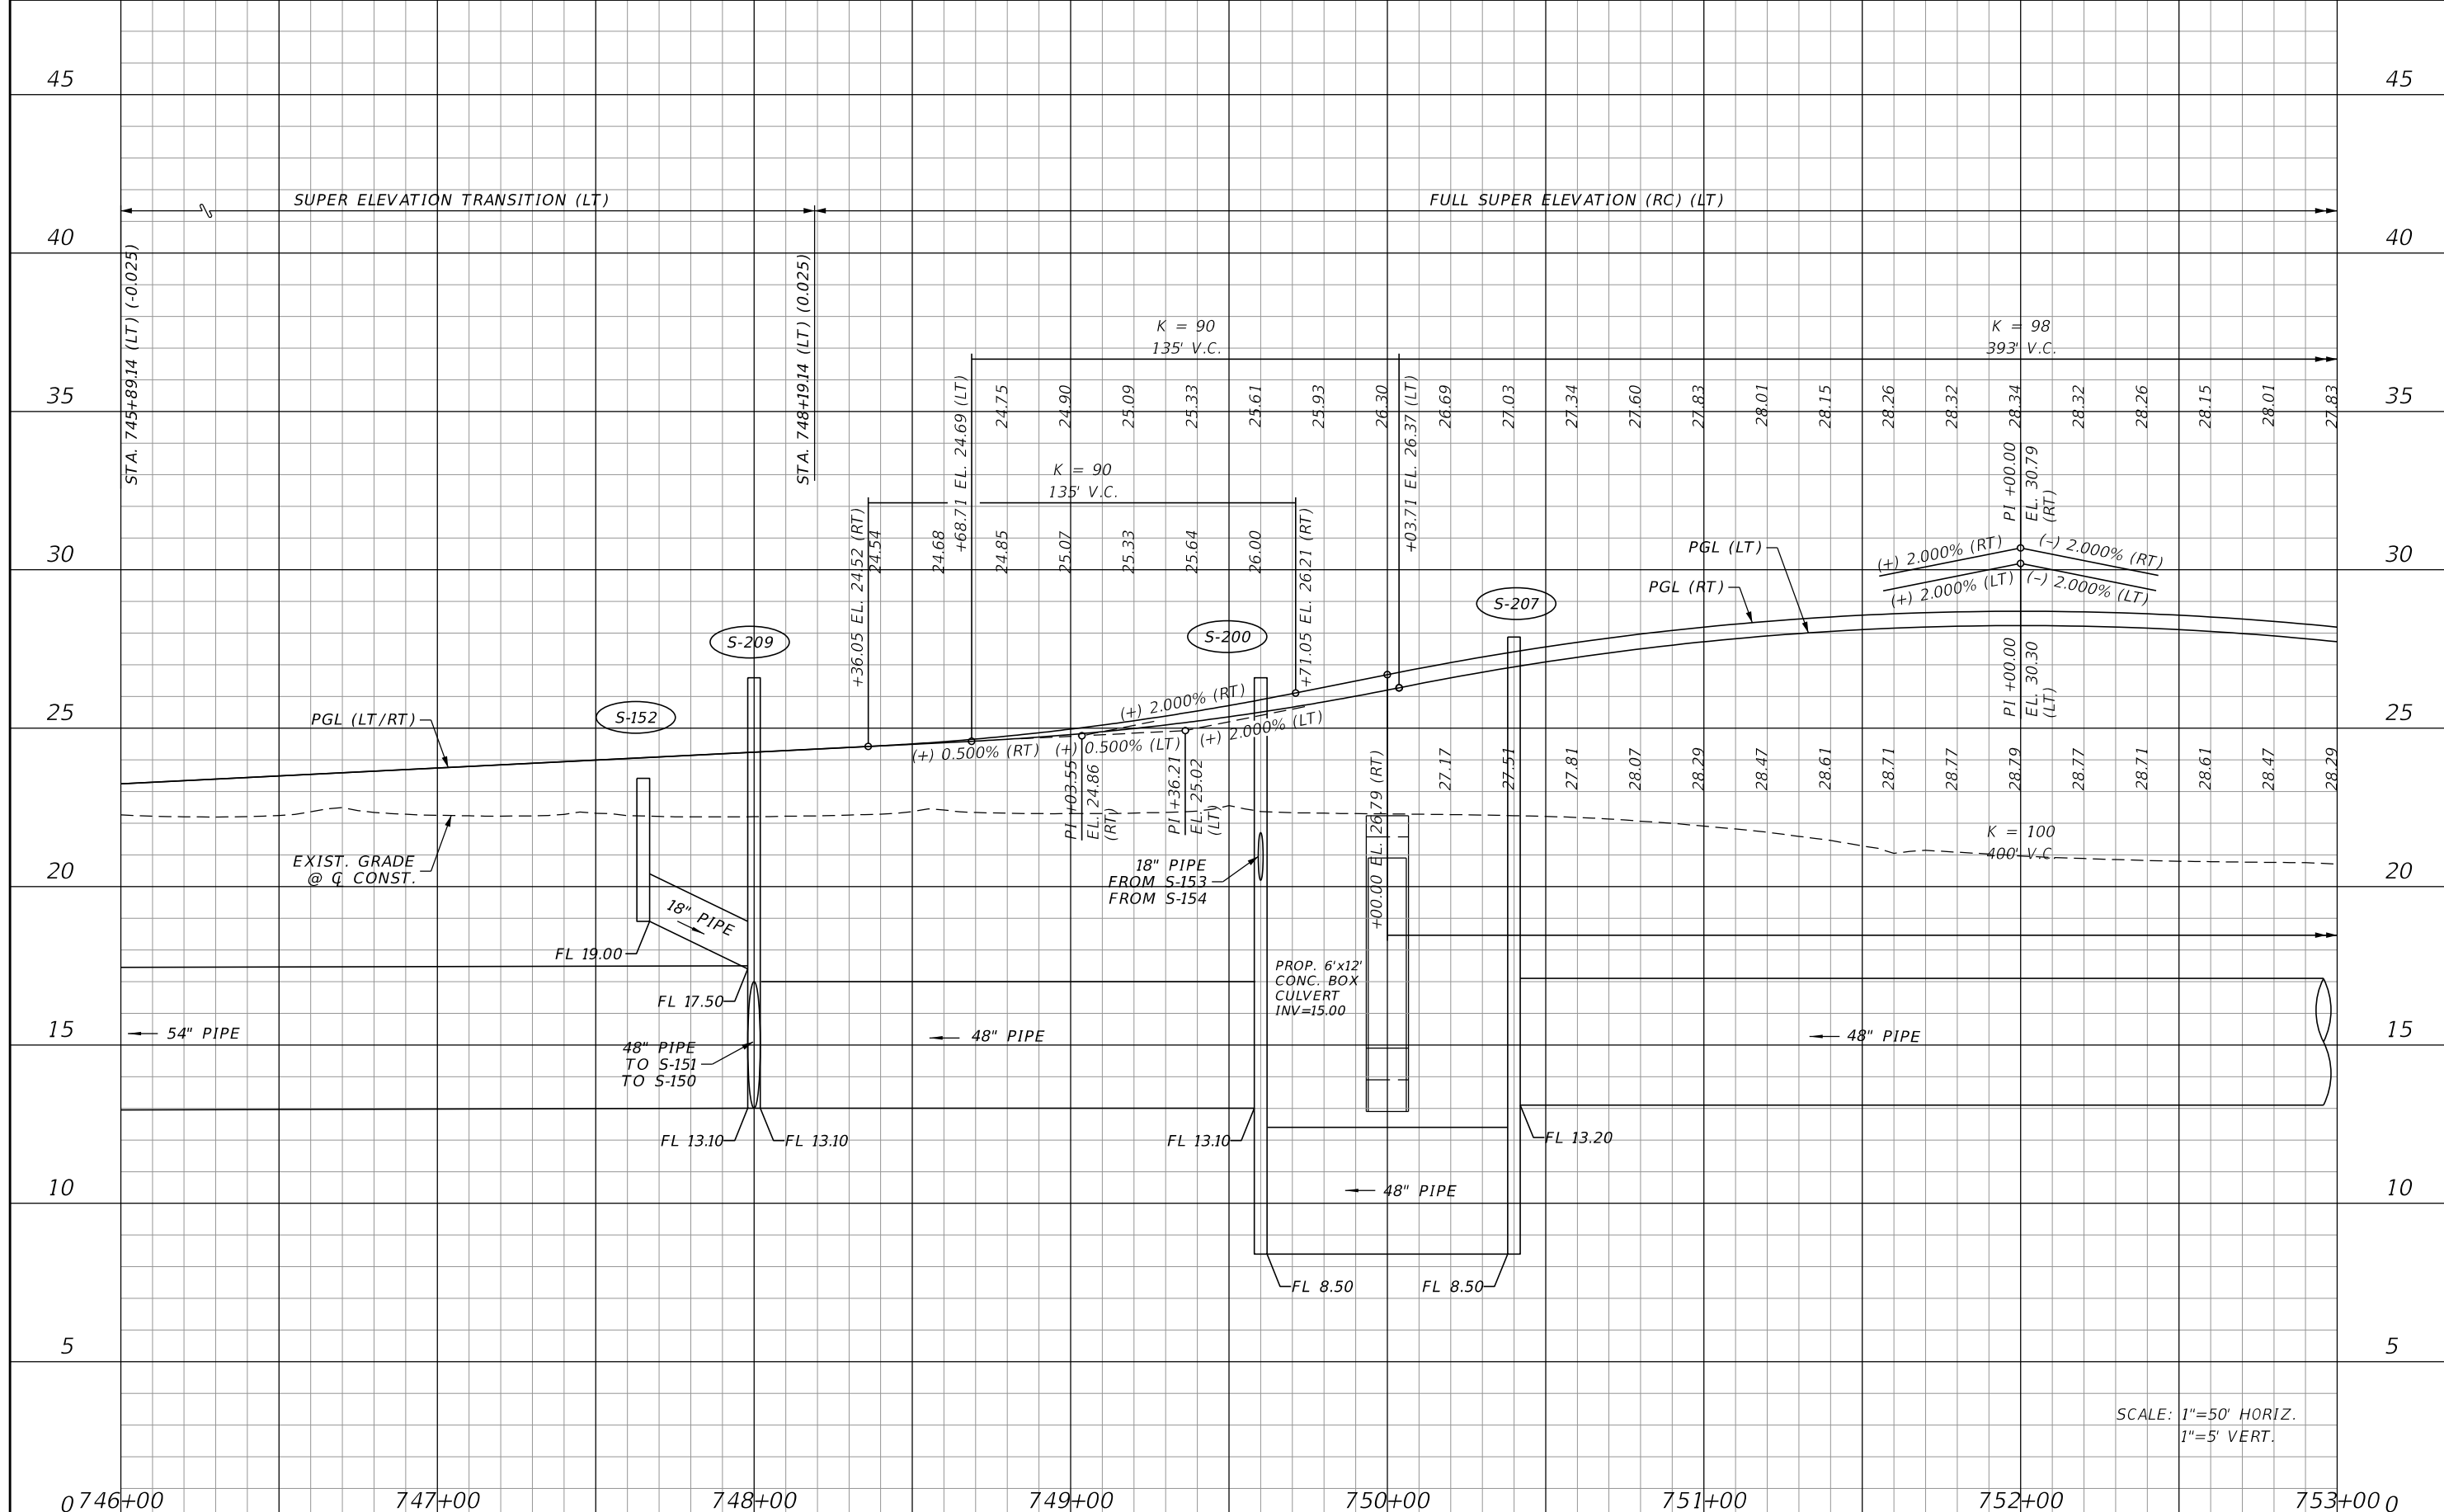 45
45
SUPER ELEVATION TRANSITION (LT)
FULL SUPER ELEVATION (RC) (LT)
40
40
STA. 745+89.14 (LT) (-0.025)
STA. 748+19.14 (LT) (0.025)
K = 90
135' V.C.
K = 98
393' V.C.
35
35
+68.71 EL. 24.69 (LT)
24.75
24.90
25.09
25.33
25.61
25.93
26.30
+03.71 EL. 26.37 (LT)
26.69
27.03
27.34
27.60
27.83
28.01
28.15
28.26
28.32
28.34
28.32
28.26
28.15
28.01
27.83
K = 90
135' V.C.
PI +00.00
EL. 30.79
(RT)
30
30
+36.05 EL. 24.52 (RT)
24.54
24.68
24.85
25.07
25.33
25.64
26.00
+71.05 EL. 26.21 (RT)
PGL (LT)
PGL (RT)
(+) 2.000% (RT)
(-) 2.000% (RT)
(+) 2.000% (LT)
(-) 2.000% (LT)
S-207
S-209
S-200
S-152
PI +00.00
EL. 30.30
(LT)
25
25
PGL (LT/RT)
(+) 2.000% (RT)
(+) 0.500% (RT)
(+) 0.500% (LT)
(+) 2.000% (LT)
PI +03.55
EL. 24.86
(RT)
PI +36.21
EL. 25.02
(LT)
+00.00 EL. 26.79 (RT)
27.17
27.51
27.81
28.07
28.29
28.47
28.61
28.71
28.77
28.79
28.77
28.71
28.61
28.47
28.29
K = 100
400' V.C.
EXIST. GRADE
@ ℄ CONST.
18" PIPE
FROM S-153
FROM S-154
20
20
18" PIPE
FL 19.00
PROP. 6'x12'
CONC. BOX
CULVERT
INV=15.00
FL 17.50
15
15
54" PIPE
48" PIPE
TO S-151
TO S-150
48" PIPE
48" PIPE
FL 13.10
FL 13.10
FL 13.10
FL 13.20
10
10
48" PIPE
FL 8.50
FL 8.50
5
5
SCALE: 1"=50' HORIZ.
1"=5' VERT.
0
746+00
747+00
748+00
749+00
750+00
751+00
752+00
753+00
0